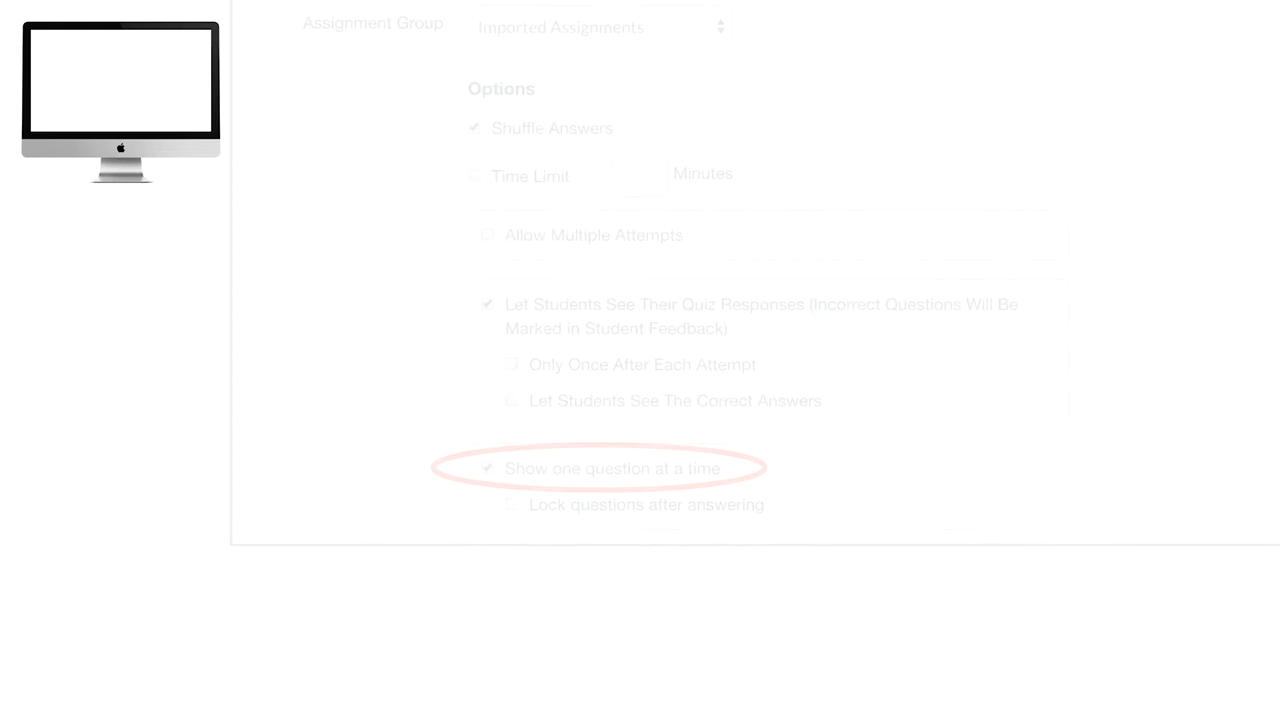 Assignment Group
Imported Assignments
Options
Shuffle Answers
Time Limit
Minutes
Allow Multiple Attempts
Let Students See Their Quiz Responses (Incorrect Questions Will Be
Marked in Student Feedback)
Only Once After Each Attempt
Let Students See The Correct Answers
Show one question at a time
Lock questions after answering